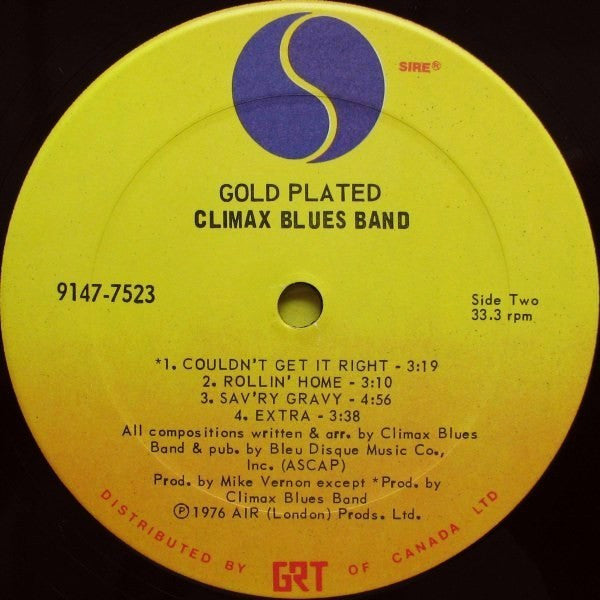 SIRE®
GOLD PLATED
CLIMAX BLUES BAND
9147-7523
Side Two
33.3 rpm
*1. COULDN'T GET IT RIGHT - 3:19
2. ROLLIN' HOME - 3:10
3. SAV'RY GRAVY - 4:56
4. EXTRA - 3:38
All compositions written & arr. by Climax Blues
Band & pub. by Bleu Disque Music Co.,
Inc. (ASCAP)
Prod. by Mike Vernon except *Prod. by
Climax Blues Band
℗1976 AIR (London) Prods. Ltd.
DISTRIBUTED BY GRT OF CANADA LTD